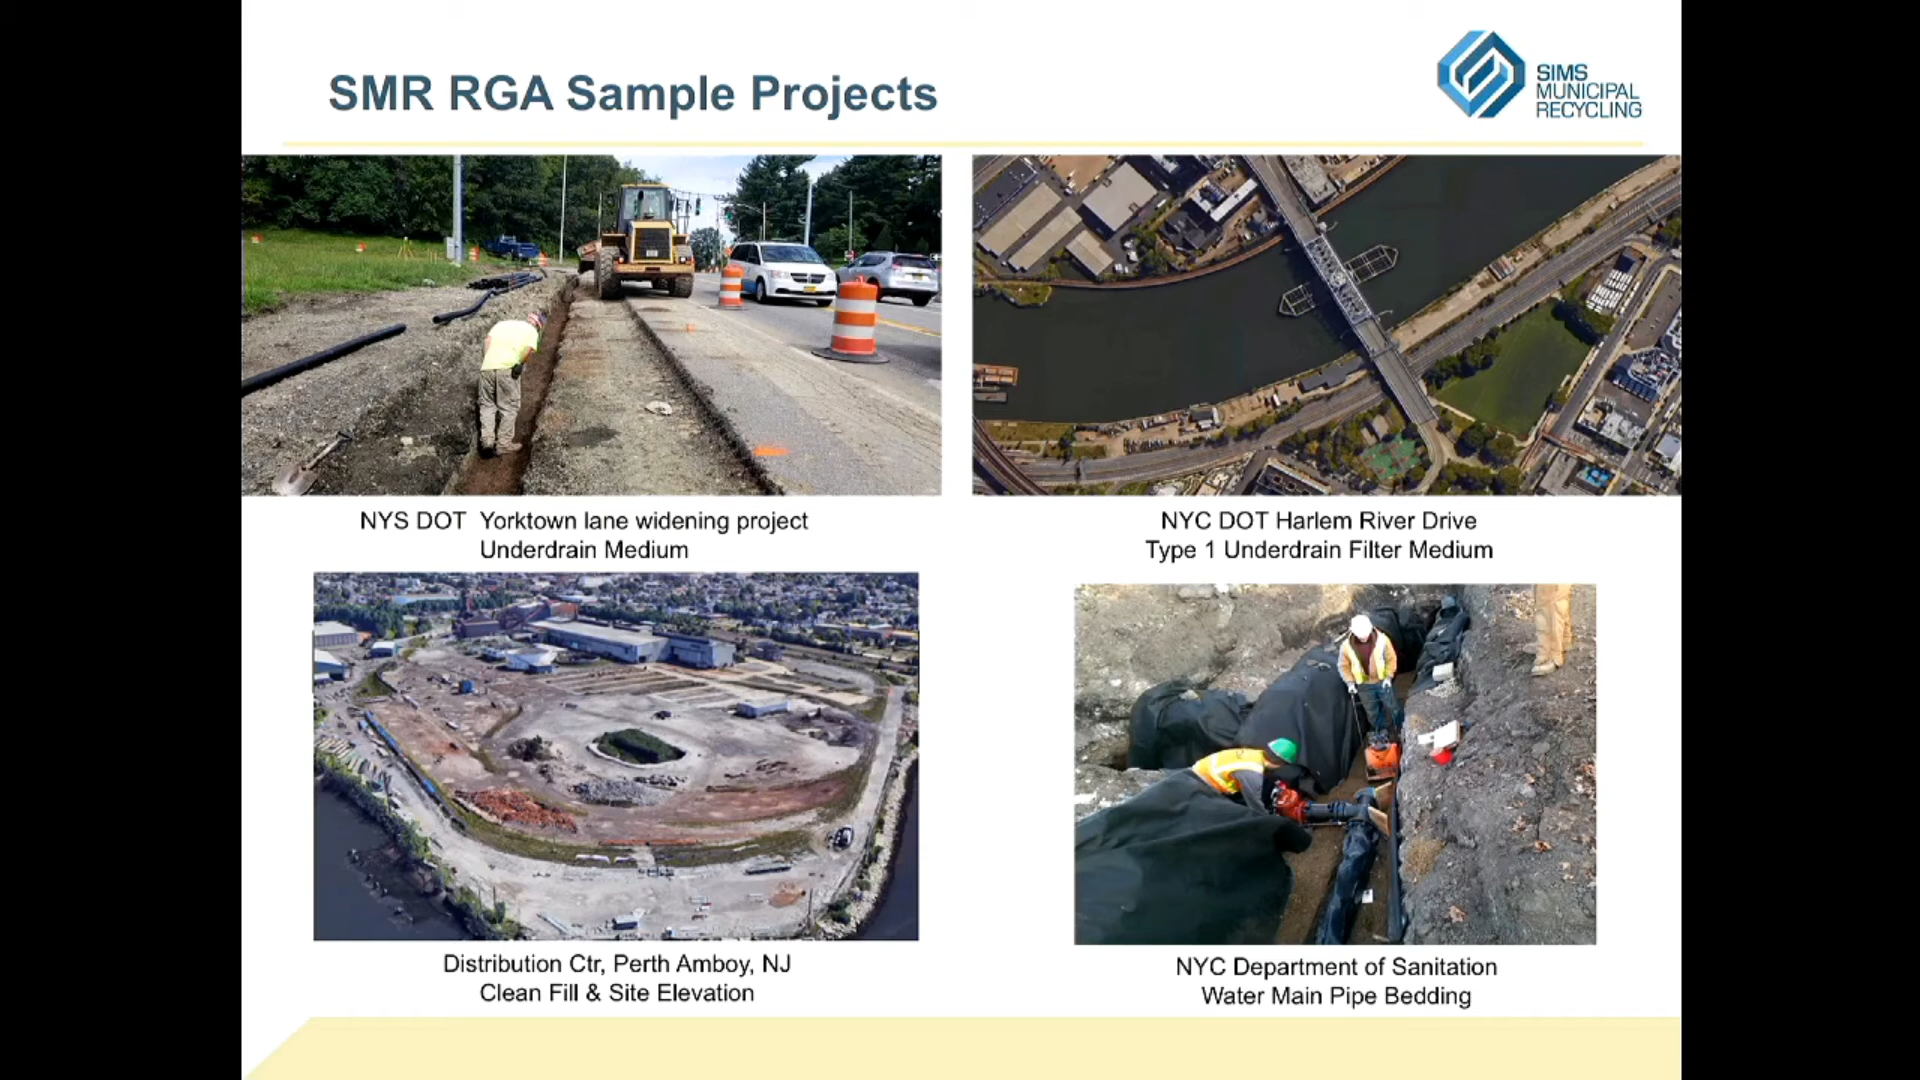 SMR RGA Sample Projects
SIMS
MUNICIPAL
RECYCLING
NYS DOT Yorktown lane widening project
Underdrain Medium
NYC DOT Harlem River Drive
Type 1 Underdrain Filter Medium
Distribution Ctr, Perth Amboy, NJ
Clean Fill & Site Elevation
NYC Department of Sanitation
Water Main Pipe Bedding